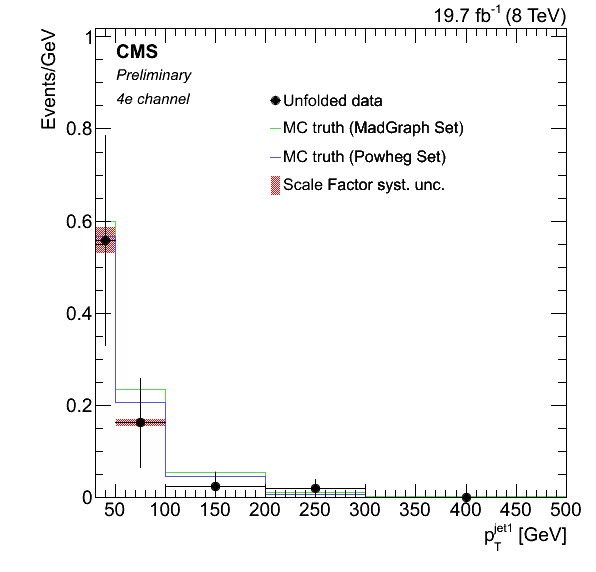 19.7 fb⁻¹ (8 TeV)
Events/GeV
CMS
Preliminary
4e channel
Unfolded data
MC truth (MadGraph Set)
MC truth (Powheg Set)
Scale Factor syst. unc.
1
0.8
0.6
0.4
0.2
0
50 100 150 200 250 300 350 400 450 500
p_T^jet1 [GeV]